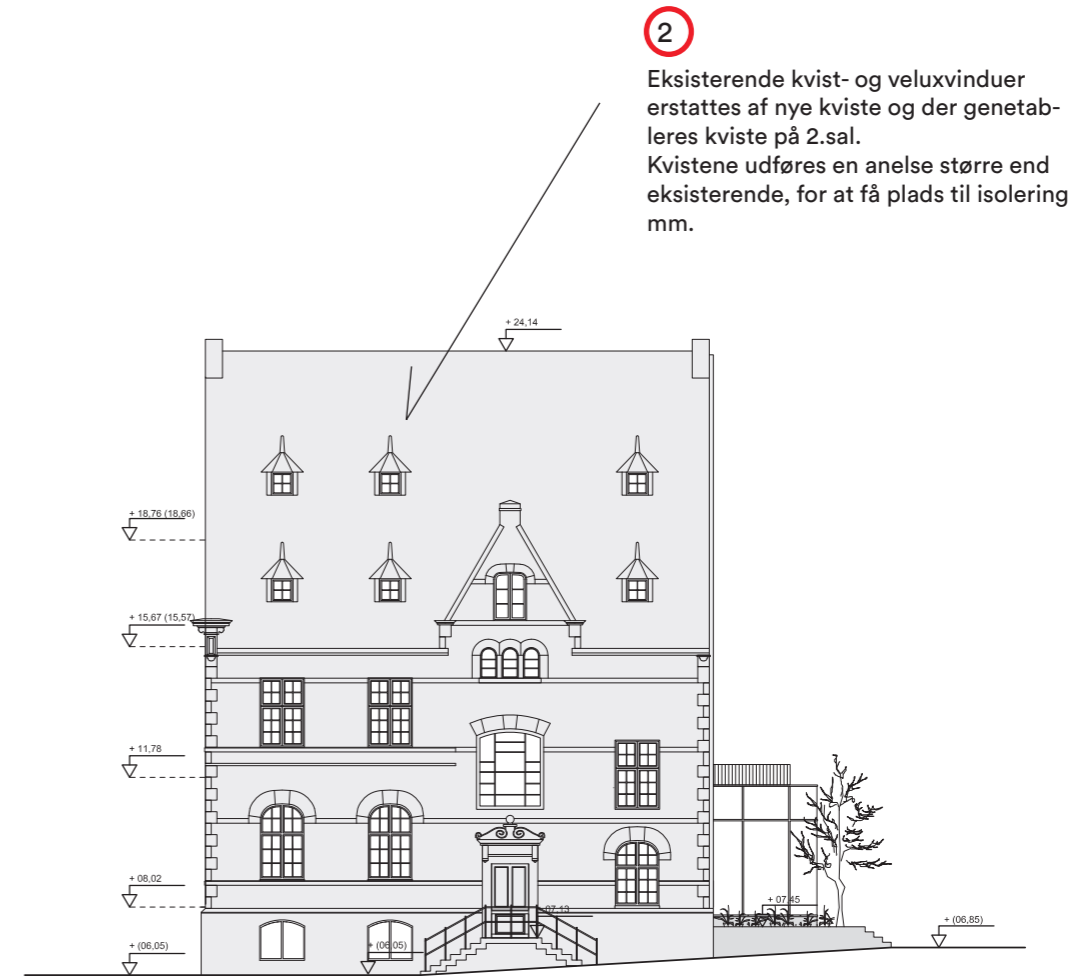 2
Eksisterende kvist- og veluxvinduer
erstattes af nye kviste og der genetab-
leres kviste på 2.sal.
Kvistene udføres en anelse større end
eksisterende, for at få plads til isolering
mm.
+ 24,14
+ 18,76 (18,66)
+ 15,67 (15,57)
+ 11,78
+ 08,02
+ 07,45
07,13
+ (06,85)
+ (06,05)
+ (06,05)